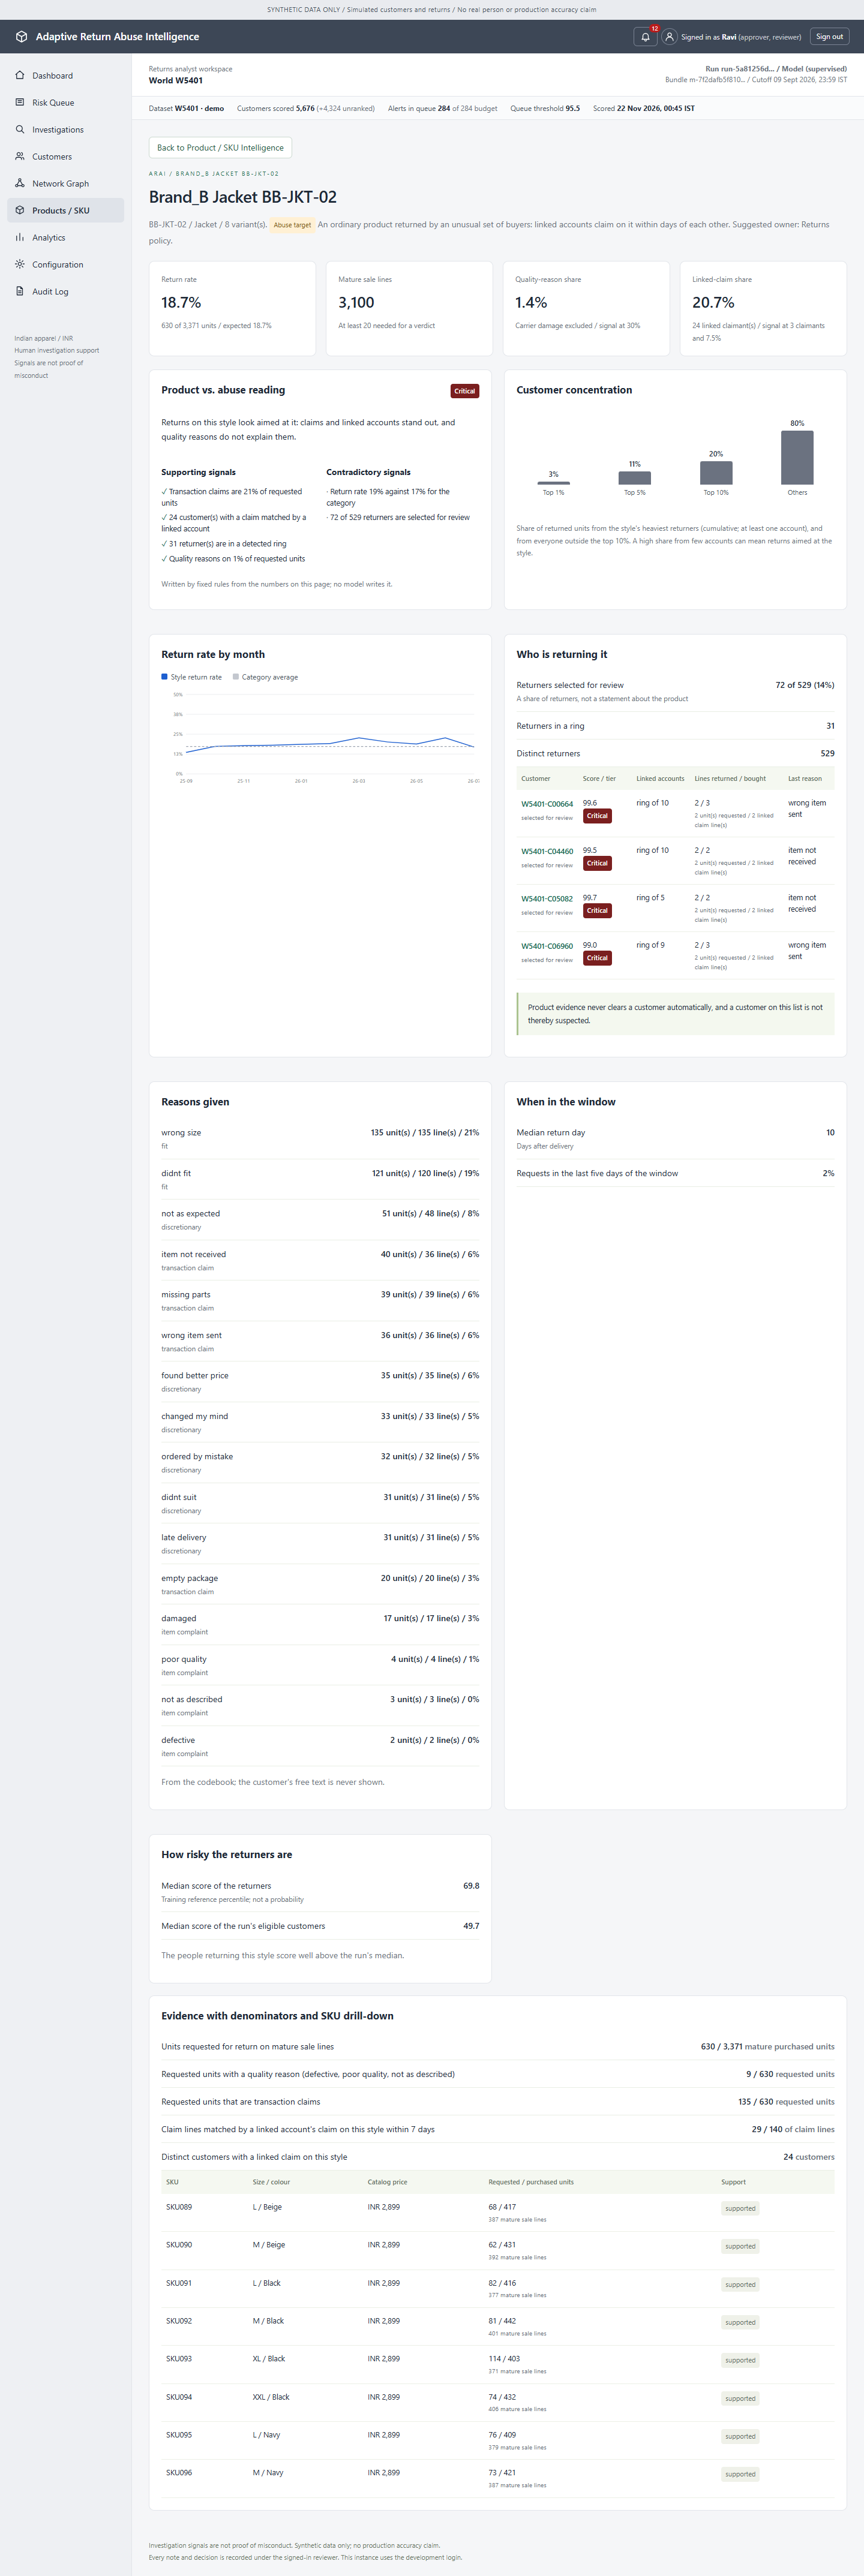 SYNTHETIC DATA ONLY / Simulated customers and returns / No real person or production accuracy claim
Adaptive Return Abuse Intelligence
12
Signed in as Ravi (approver, reviewer)
Sign out
Dashboard
Risk Queue
Investigations
Customers
Network Graph
Products / SKU
Analytics
Configuration
Audit Log
Indian apparel / INR
Human investigation support
Signals are not proof of
misconduct
Returns analyst workspace
World W5401
Run run-5a81256d... / Model (supervised)
Bundle m-7f2dafb5f810... / Cutoff 09 Sept 2026, 23:59 IST
Dataset W5401 · demo
Customers scored 5,676 (+4,324 unranked)
Alerts in queue 284 of 284 budget
Queue threshold 95.5
Scored 22 Nov 2026, 00:45 IST
Back to Product / SKU Intelligence
ARAI / BRAND_B JACKET BB-JKT-02
Brand_B Jacket BB-JKT-02
BB-JKT-02 / Jacket / 8 variant(s). Abuse target An ordinary product returned by an unusual set of buyers: linked accounts claim on it within days of each other. Suggested owner: Returns
policy.
Return rate
18.7%
630 of 3,371 units / expected 18.7%
Mature sale lines
3,100
At least 20 needed for a verdict
Quality-reason share
1.4%
Carrier damage excluded / signal at 30%
Linked-claim share
20.7%
24 linked claimant(s) / signal at 3 claimants
and 7.5%
Product vs. abuse reading
Critical
Returns on this style look aimed at it: claims and linked accounts stand out, and
quality reasons do not explain them.
Supporting signals
✓ Transaction claims are 21% of requested
units
✓ 24 customer(s) with a claim matched by a
linked account
✓ 31 returner(s) are in a detected ring
✓ Quality reasons on 1% of requested units
Contradictory signals
· Return rate 19% against 17% for the
category
· 72 of 529 returners are selected for review
Written by fixed rules from the numbers on this page; no model writes it.
Customer concentration
3%
11%
20%
80%
Top 1%
Top 5%
Top 10%
Others
Share of returned units from the style's heaviest returners (cumulative; at least one account), and
from everyone outside the top 10%. A high share from few accounts can mean returns aimed at the
style.
Return rate by month
Style return rate
Category average
50%
38%
25%
13%
0%
25-09
25-11
26-01
26-03
26-05
Who is returning it
Returners selected for review
72 of 529 (14%)
A share of returners, not a statement about the product
Returners in a ring
31
Distinct returners
529
Customer
Score / tier
Linked accounts
Lines returned / bought
Last reason
W5401-C00664
selected for review
99.6
Critical
ring of 10
2 / 3
2 unit(s) requested / 2 linked
claim line(s)
wrong item
sent
W5401-C04460
selected for review
99.5
Critical
ring of 10
2 / 2
2 unit(s) requested / 2 linked
claim line(s)
item not
received
W5401-C05082
selected for review
99.7
Critical
ring of 5
2 / 2
2 unit(s) requested / 2 linked
claim line(s)
item not
received
W5401-C06960
selected for review
99.0
Critical
ring of 9
2 / 3
2 unit(s) requested / 2 linked
claim line(s)
wrong item
sent
Product evidence never clears a customer automatically, and a customer on this list is not
thereby suspected.
Reasons given
wrong size
135 unit(s) / 135 line(s) / 21%
fit
didnt fit
121 unit(s) / 120 line(s) / 19%
fit
not as expected
51 unit(s) / 48 line(s) / 8%
discretionary
item not received
40 unit(s) / 36 line(s) / 6%
transaction claim
missing parts
39 unit(s) / 39 line(s) / 6%
transaction claim
wrong item sent
36 unit(s) / 36 line(s) / 6%
transaction claim
found better price
35 unit(s) / 35 line(s) / 6%
discretionary
changed my mind
33 unit(s) / 33 line(s) / 5%
discretionary
ordered by mistake
32 unit(s) / 32 line(s) / 5%
discretionary
didnt suit
31 unit(s) / 31 line(s) / 5%
discretionary
late delivery
31 unit(s) / 31 line(s) / 5%
discretionary
empty package
20 unit(s) / 20 line(s) / 3%
transaction claim
damaged
17 unit(s) / 17 line(s) / 3%
item complaint
poor quality
4 unit(s) / 4 line(s) / 1%
item complaint
not as described
3 unit(s) / 3 line(s) / 0%
item complaint
defective
2 unit(s) / 2 line(s) / 0%
item complaint
From the codebook; the customer's free text is never shown.
When in the window
Median return day
10
Days after delivery
Requests in the last five days of the window
2%
How risky the returners are
Median score of the returners
69.8
Training reference percentile; not a probability
Median score of the run's eligible customers
49.7
The people returning this style score well above the run's median.
Evidence with denominators and SKU drill-down
Units requested for return on mature sale lines
630 / 3,371 mature purchased units
Requested units with a quality reason (defective, poor quality, not as described)
9 / 630 requested units
Requested units that are transaction claims
135 / 630 requested units
Claim lines matched by a linked account's claim on this style within 7 days
29 / 140 of claim lines
Distinct customers with a linked claim on this style
24 customers
SKU
Size / colour
Catalog price
Requested / purchased units
Support
SKU089
L / Beige
INR 2,899
68 / 417
387 mature sale lines
supported
SKU090
M / Beige
INR 2,899
62 / 431
392 mature sale lines
supported
SKU091
L / Black
INR 2,899
82 / 416
377 mature sale lines
supported
SKU092
M / Black
INR 2,899
81 / 442
401 mature sale lines
supported
SKU093
XL / Black
INR 2,899
114 / 403
371 mature sale lines
supported
SKU094
XXL / Black
INR 2,899
74 / 432
406 mature sale lines
supported
SKU095
L / Navy
INR 2,899
76 / 409
379 mature sale lines
supported
SKU096
M / Navy
INR 2,899
73 / 421
387 mature sale lines
supported
Investigation signals are not proof of misconduct. Synthetic data only; no production accuracy claim.
Every note and decision is recorded under the signed-in reviewer. This instance uses the development login.